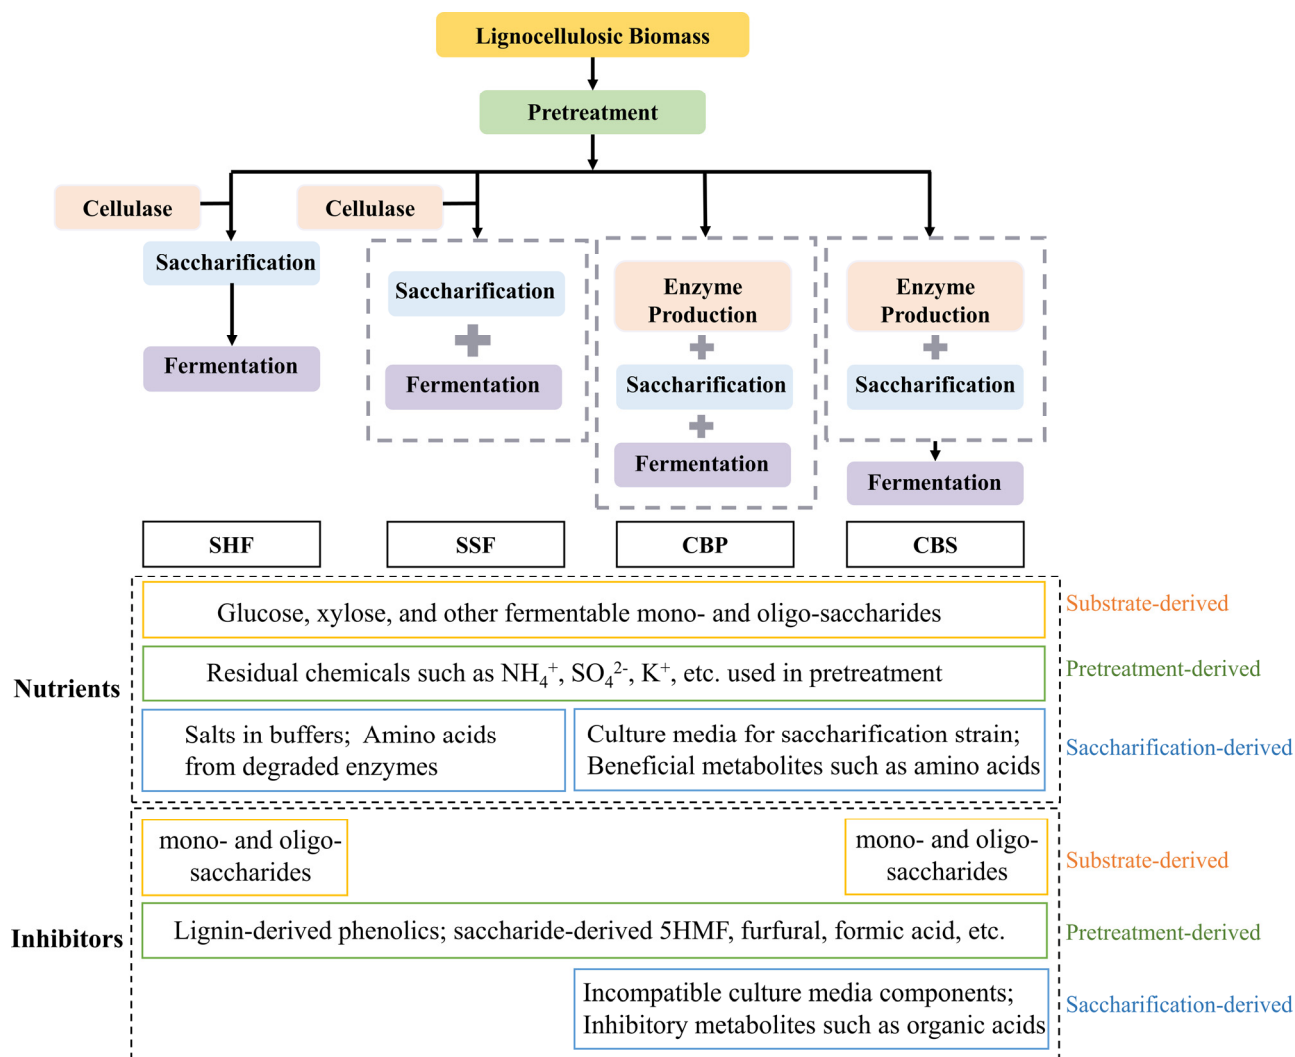 Lignocellulosic Biomass
Pretreatment
Cellulase
Cellulase
Saccharification
Fermentation
Saccharification
Fermentation
Enzyme
Production
Saccharification
Fermentation
Enzyme
Production
Saccharification
Fermentation
SHF
SSF
CBP
CBS
Nutrients
Glucose, xylose, and other fermentable mono- and oligo-saccharides
Substrate-derived
Residual chemicals such as NH₄⁺, SO₄²⁻, K⁺, etc. used in pretreatment
Pretreatment-derived
Salts in buffers; Amino acids
from degraded enzymes
Culture media for saccharification strain;
Beneficial metabolites such as amino acids
Saccharification-derived
Inhibitors
mono- and oligo-
saccharides
mono- and oligo-
saccharides
Substrate-derived
Lignin-derived phenolics; saccharide-derived 5HMF, furfural, formic acid, etc.
Pretreatment-derived
Incompatible culture media components;
Inhibitory metabolites such as organic acids
Saccharification-derived